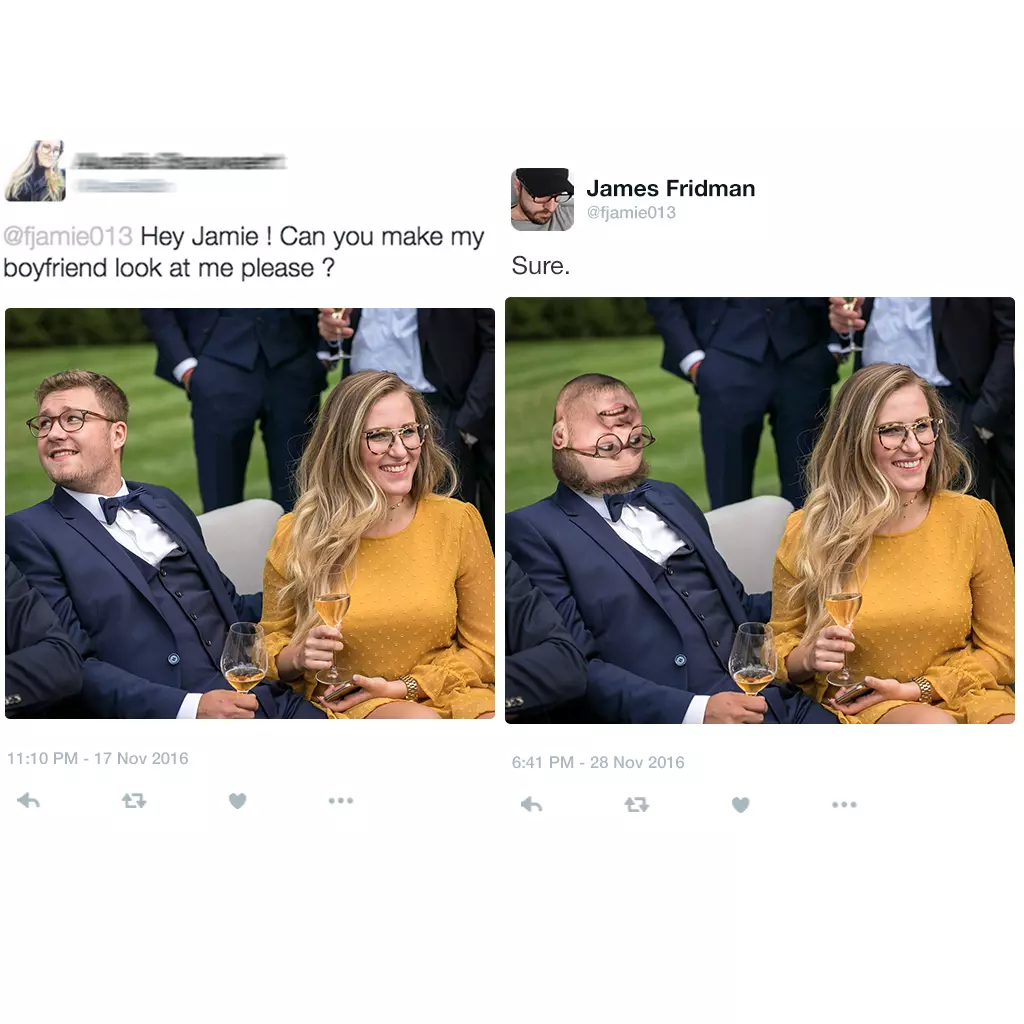 @fjamie013 Hey Jamie ! Can you make my
boyfriend look at me please ?
11:10 PM - 17 Nov 2016
James Fridman
@fjamie013
Sure.
6:41 PM - 28 Nov 2016